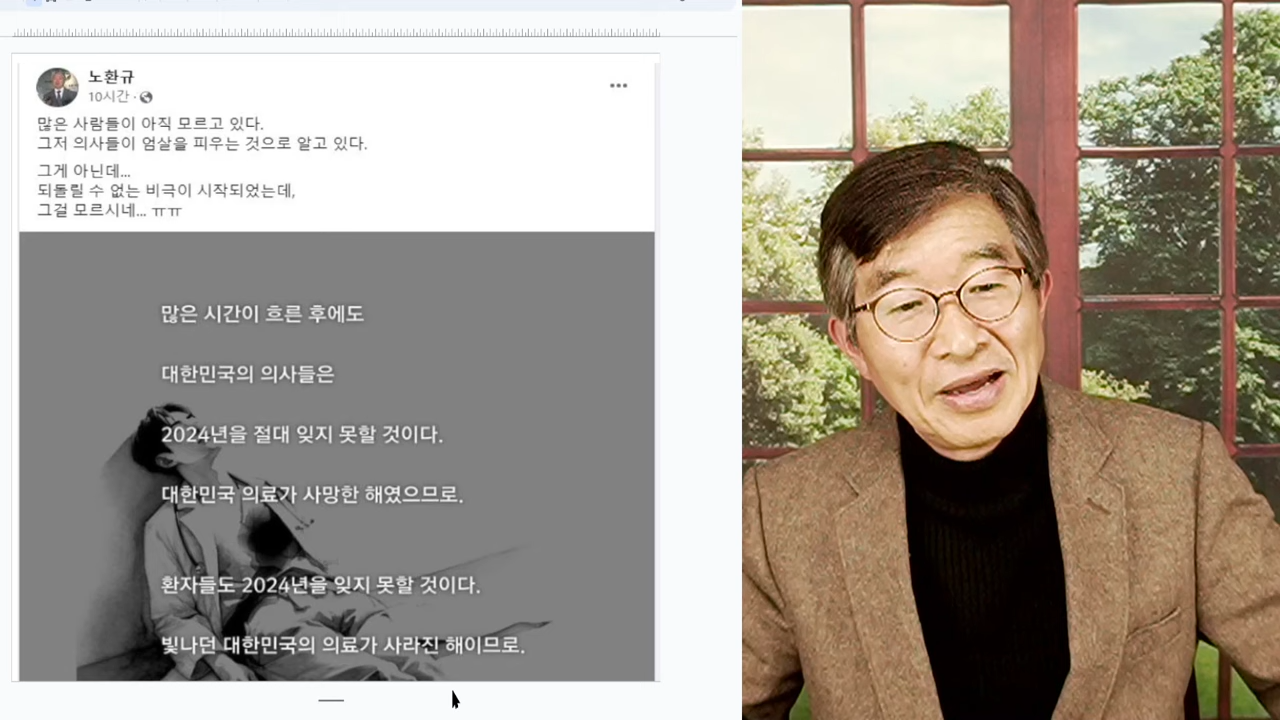 노환규
10시간 ·
많은 사람들이 아직 모르고 있다.
그저 의사들이 엄살을 피우는 것으로 알고 있다.
그게 아닌데...
되돌릴 수 없는 비극이 시작되었는데,
그걸 모르시네... ㅠㅠ
많은 시간이 흐른 후에도
대한민국의 의사들은
2024년을 절대 잊지 못할 것이다.
대한민국 의료가 사망한 해였으므로.
환자들도 2024년을 잊지 못할 것이다.
빛나던 대한민국의 의료가 사라진 해이므로.